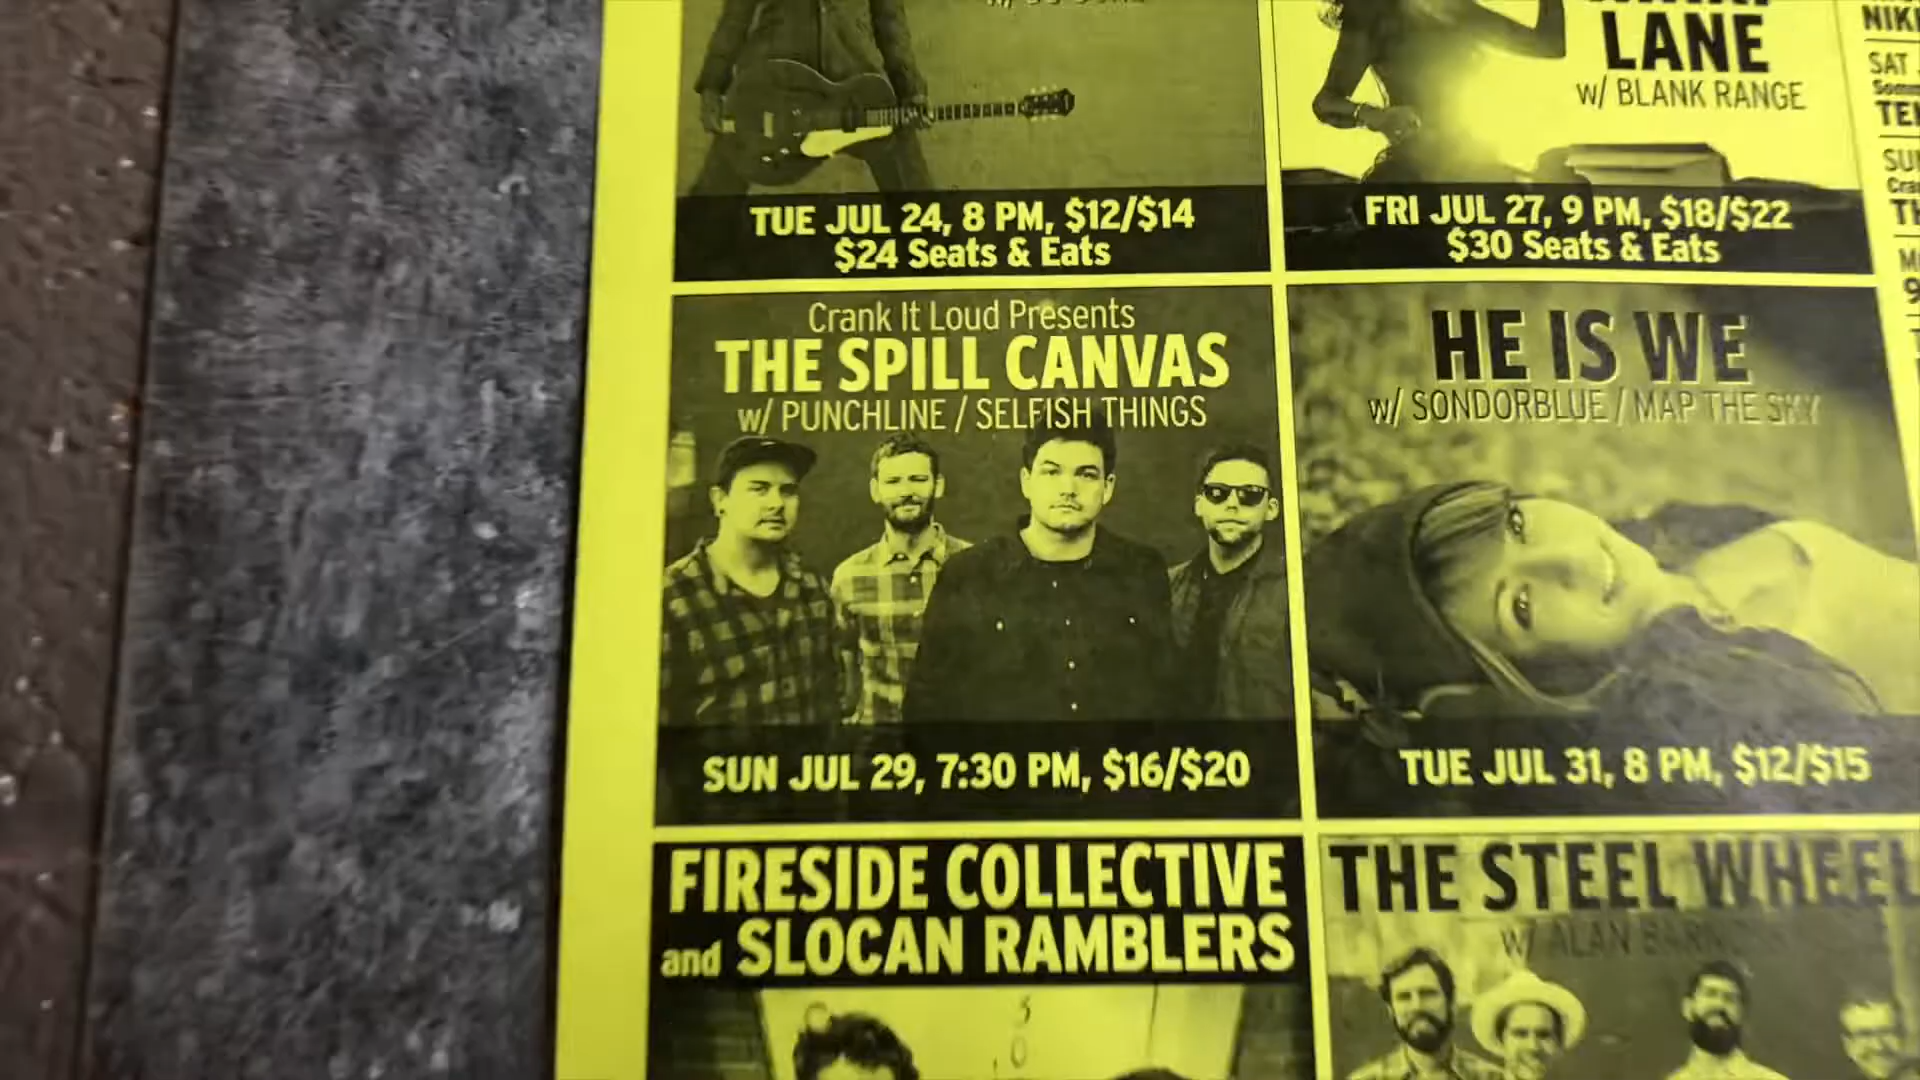 LANE
w/ BLANK RANGE
TUE JUL 24, 8 PM, $12/$14
$24 Seats & Eats
FRI JUL 27, 9 PM, $18/$22
$30 Seats & Eats
Crank It Loud Presents
THE SPILL CANVAS
w/ PUNCHLINE / SELFISH THINGS
SUN JUL 29, 7:30 PM, $16/$20
HE IS WE
w/ SONDORBLUE / MAP THE SKY
TUE JUL 31, 8 PM, $12/$15
FIRESIDE COLLECTIVE
and SLOCAN RAMBLERS
THE STEEL WHEEL
w/ ALAN
SAT